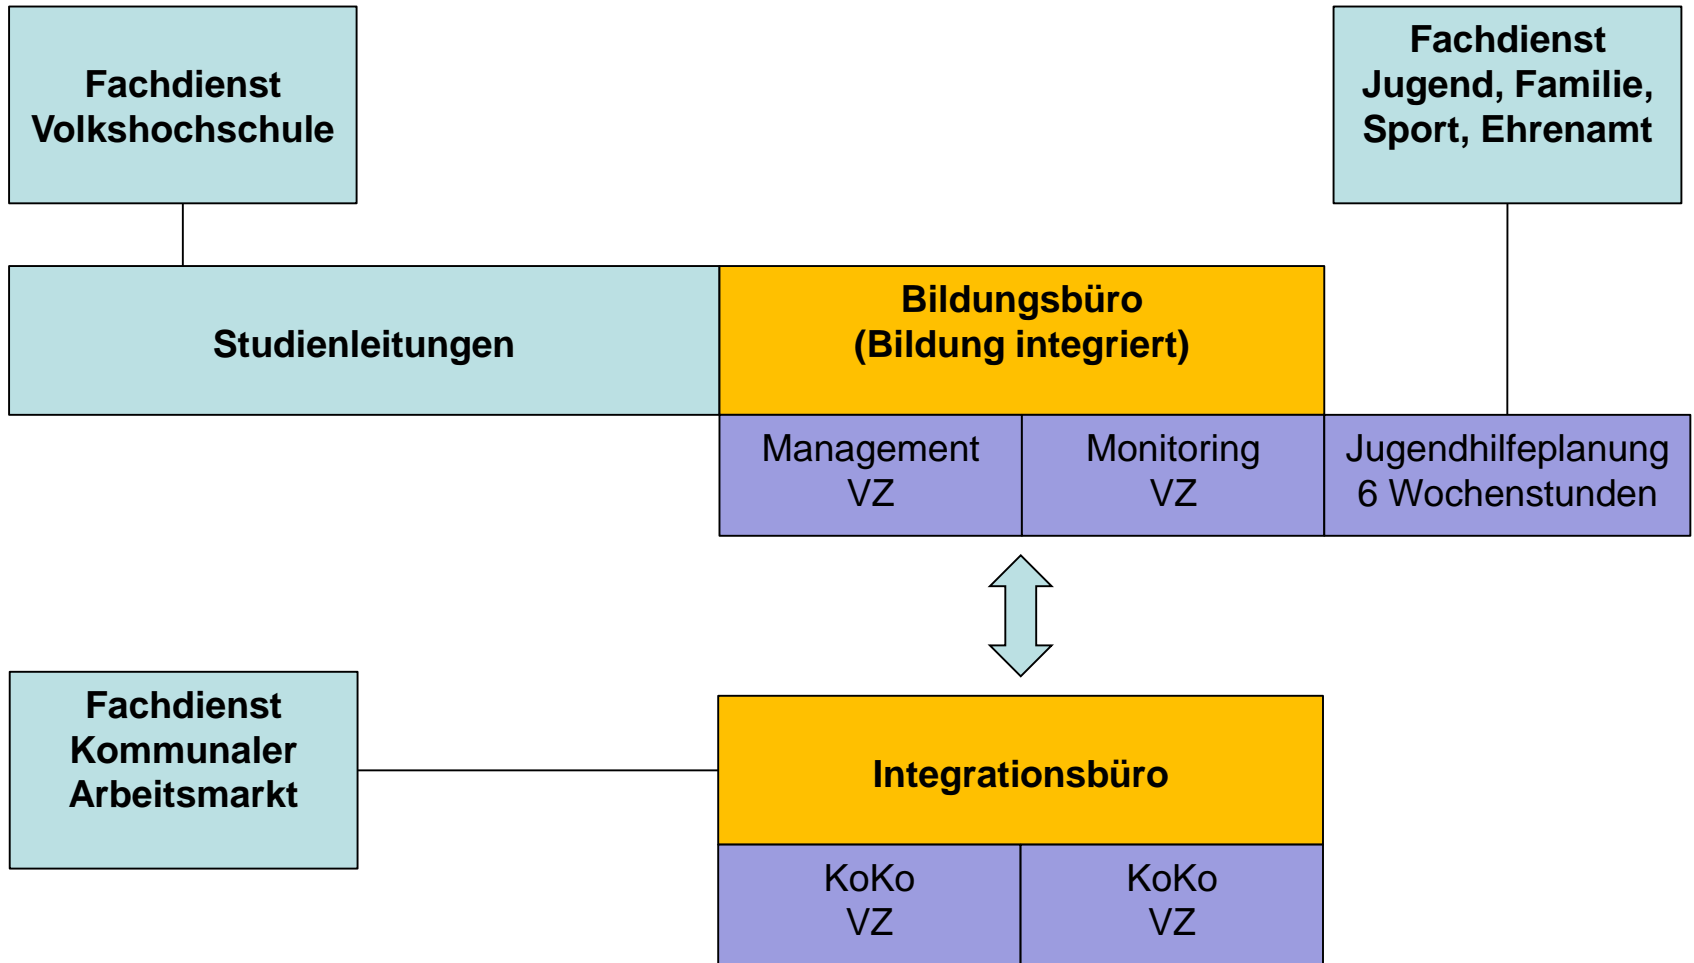 Fachdienst
Volkshochschule
Fachdienst
Jugend, Familie,
Sport, Ehrenamt
Studienleitungen
Bildungsbüro
(Bildung integriert)
Management
VZ
Monitoring
VZ
Jugendhilfeplanung
6 Wochenstunden
Fachdienst
Kommunaler
Arbeitsmarkt
Integrationsbüro
KoKo
VZ
KoKo
VZ